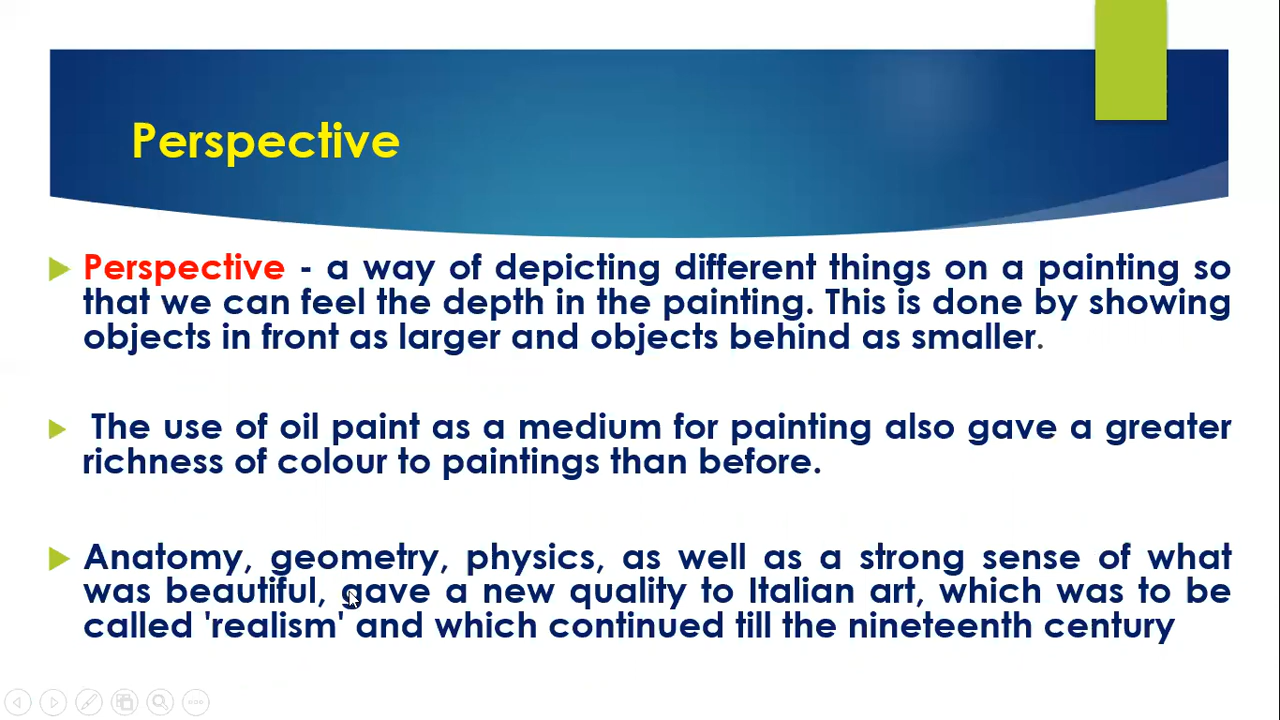 Perspective
Perspective - a way of depicting different things on a painting so
that we can feel the depth in the painting. This is done by showing
objects in front as larger and objects behind as smaller.
The use of oil paint as a medium for painting also gave a greater
richness of colour to paintings than before.
Anatomy, geometry, physics, as well as a strong sense of what
was beautiful, gave a new quality to Italian art, which was to be
called 'realism' and which continued till the nineteenth century